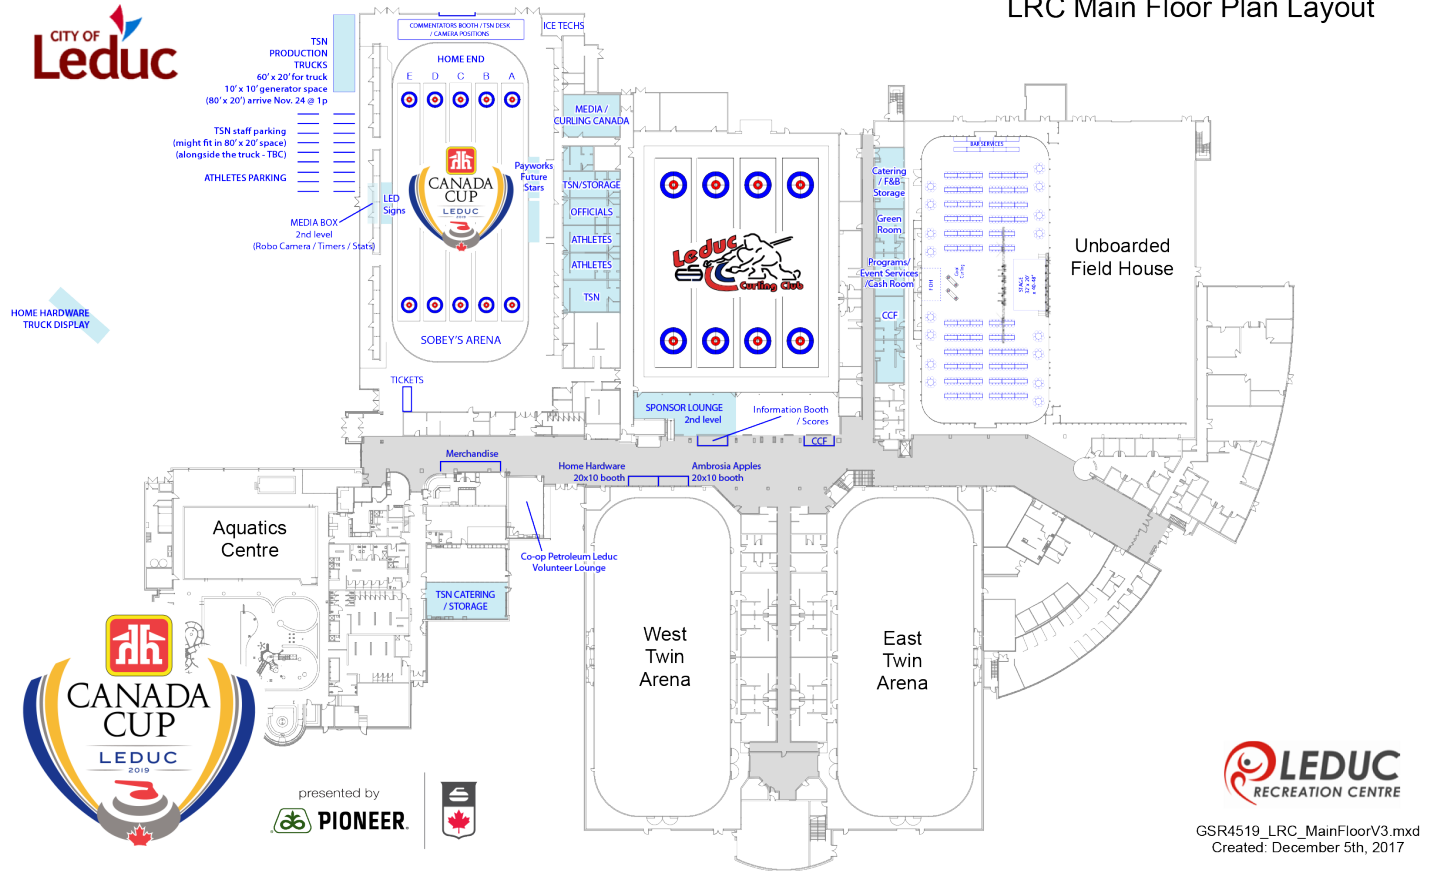 LRC Main Floor Plan Layout
CITY OF
Leduc
TSN
PRODUCTION
TRUCKS
60' x 20' for truck
10' x 10' generator space
(80' x 20') arrive Nov. 24 @ 1p
TSN staff parking
(might fit in 80' x 20' space)
(alongside the truck - TBC)
ATHLETES PARKING
MEDIA BOX
2nd level
(Robo Camera / Timers / Stats)
LED
Signs
HOME HARDWARE
TRUCK DISPLAY
COMMENTATORS BOOTH / TSN DESK
/ CAMERA POSITIONS
ICE TECHS
HOME END
E D C B A
CANADA
CUP
LEDUC
2019
Payworks
Future
Stars
SOBEY'S ARENA
TICKETS
MEDIA /
CURLING CANADA
TSN/STORAGE
OFFICIALS
ATHLETES
ATHLETES
TSN
Leduc
Curling Club
SPONSOR LOUNGE
2nd level
Information Booth
/ Scores
CCF
Catering
/ F&B
Storage
Green
Room
Programs/
Event Services
/Cash Room
CCF
BAR SERVICES
FOH
Curling
STAGE
Unboarded
Field House
Merchandise
Home Hardware
20x10 booth
Ambrosia Apples
20x10 booth
Co-op Petroleum Leduc
Volunteer Lounge
TSN CATERING
/ STORAGE
Aquatics
Centre
West
Twin
Arena
East
Twin
Arena
CANADA
CUP
LEDUC
2019
presented by
PIONEER
LEDUC
RECREATION CENTRE
GSR4519_LRC_MainFloorV3.mxd
Created: December 5th, 2017